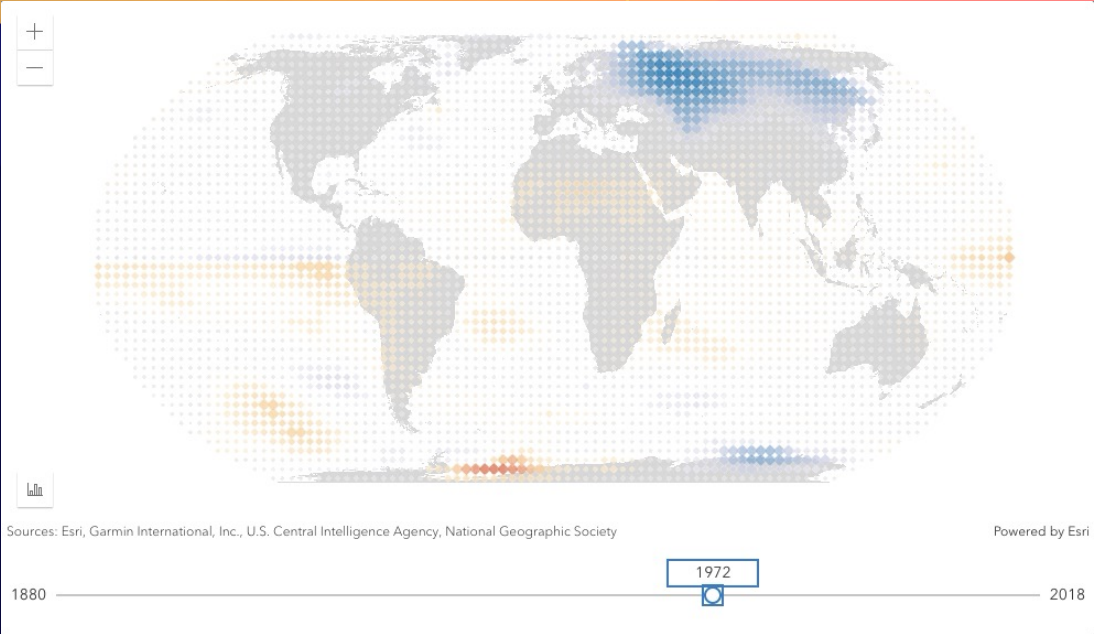 Sources: Esri, Garmin International, Inc., U.S. Central Intelligence Agency, National Geographic Society
Powered by Esri
1972
1880
2018